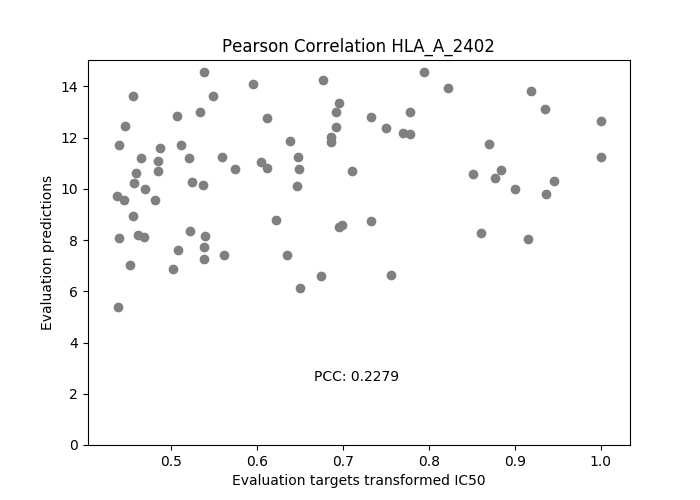 Pearson Correlation HLA_A_2402
14
12
10
8
6
4
2
0
Evaluation predictions
PCC: 0.2279
0.5 0.6 0.7 0.8 0.9 1.0
Evaluation targets transformed IC50